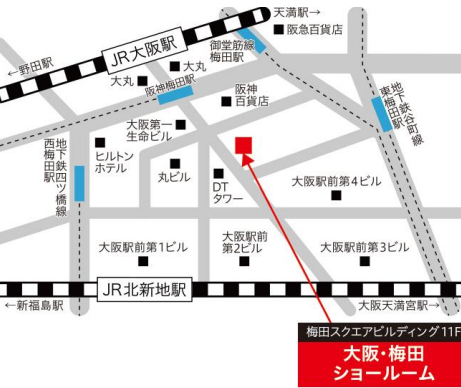 天満駅→
阪急百貨店
JR大阪駅
御堂筋線
梅田駅
←野田駅
大丸
大丸
阪神梅田駅
阪神
百貨店
地下鉄谷町線
東梅田駅
大阪第一
生命ビル
地下鉄四ツ橋線
西梅田駅
ヒルトン
ホテル
丸ビル
DT
タワー
大阪駅前第4ビル
大阪駅前第1ビル
大阪駅前
第2ビル
大阪駅前第3ビル
JR北新地駅
←新福島駅
大阪天満宮駅→
梅田スクエアビルディング11F
大阪・梅田
ショールーム